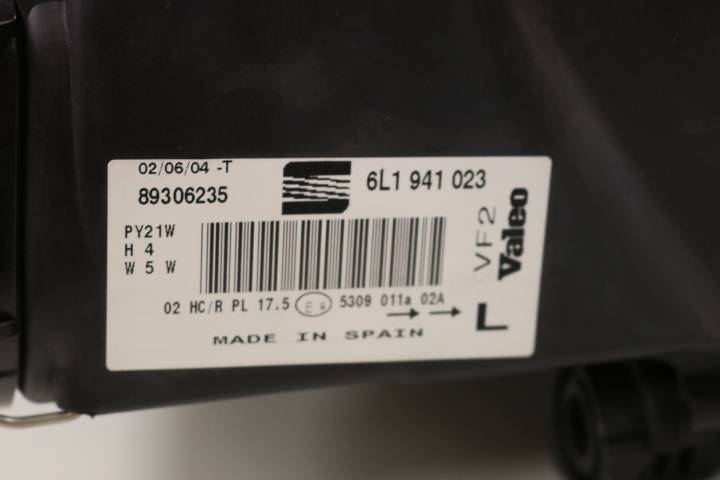 02/06/04 -T
89306235
6L1 941 023
PY21W
H 4
W 5 W
VF2
Valeo
02 HC/R PL 17.5 5309 011a 02A
L
MADE IN SPAIN